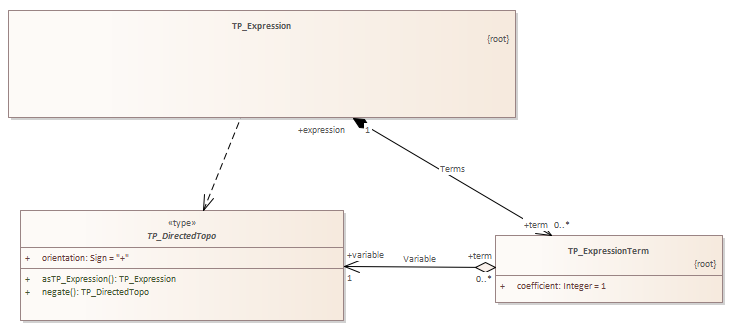 TP_Expression
{root}
+expression 1
Terms
+term 0..*
«type»
TP_DirectedTopo
+ orientation: Sign = "+"
+ asTP_Expression(): TP_Expression
+ negate(): TP_DirectedTopo
+variable
1
Variable
+term
0..*
TP_ExpressionTerm
{root}
+ coefficient: Integer = 1